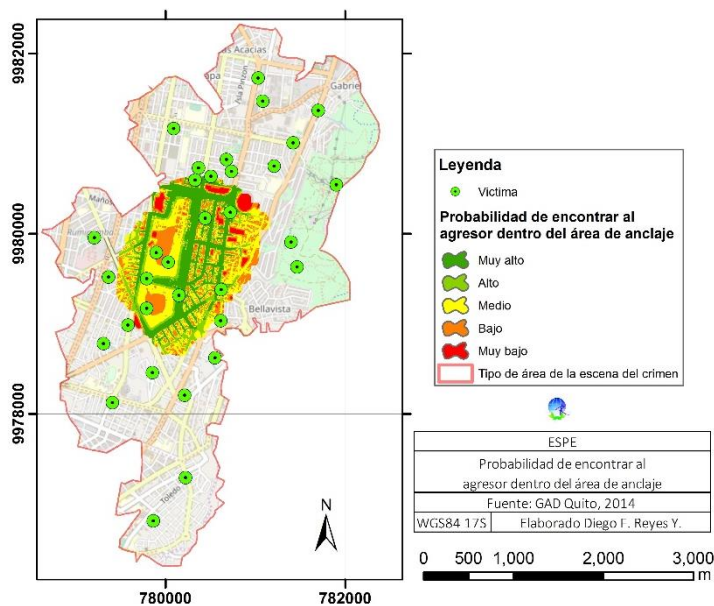 9982000
9980000
9978000
as Acacias
Isla Pinzón
Gabriel
Bellavista
Toledo
780000
782000
N
Leyenda
Victima
Probabilidad de encontrar al
agresor dentro del área de anclaje
Muy alto
Alto
Medio
Bajo
Muy bajo
Tipo de área de la escena del crimen
ESPE
Probabilidad de encontrar al
agresor dentro del área de anclaje
Fuente: GAD Quito, 2014
WGS84 17S
Elaborado Diego F. Reyes Y.
0 500 1,000 2,000 3,000
m